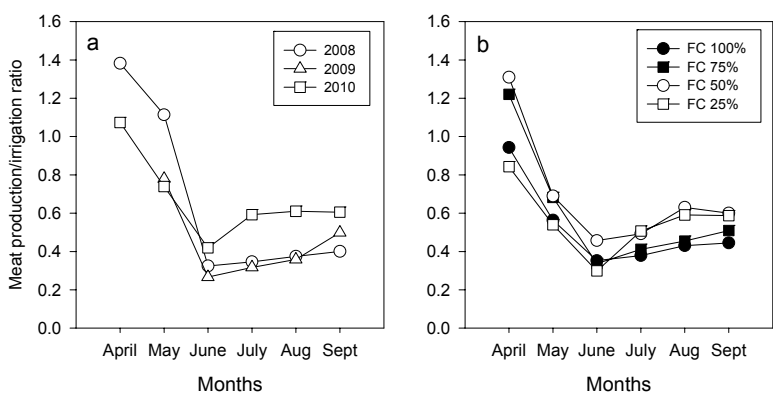 Meat production/irrigation ratio
1.6
1.4
1.2
1.0
0.8
0.6
0.4
0.2
0.0
a
2008
2009
2010
April May June July Aug Sept
Months
1.6
1.4
1.2
1.0
0.8
0.6
0.4
0.2
0.0
b
FC 100%
FC 75%
FC 50%
FC 25%
April May June July Aug Sept
Months